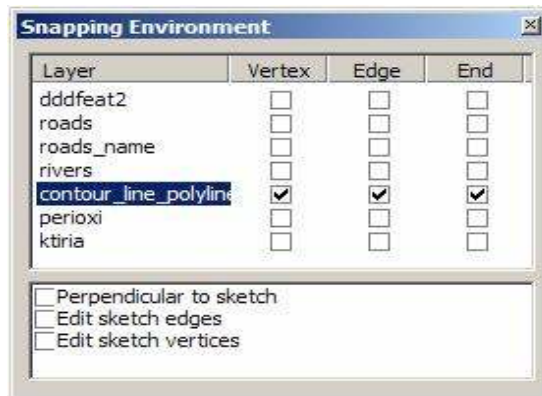 Snapping Environment
Layer Vertex Edge End
dddfeat2
roads
roads_name
rivers
contour_line_polyline
perioxi
ktiria
Perpendicular to sketch
Edit sketch edges
Edit sketch vertices